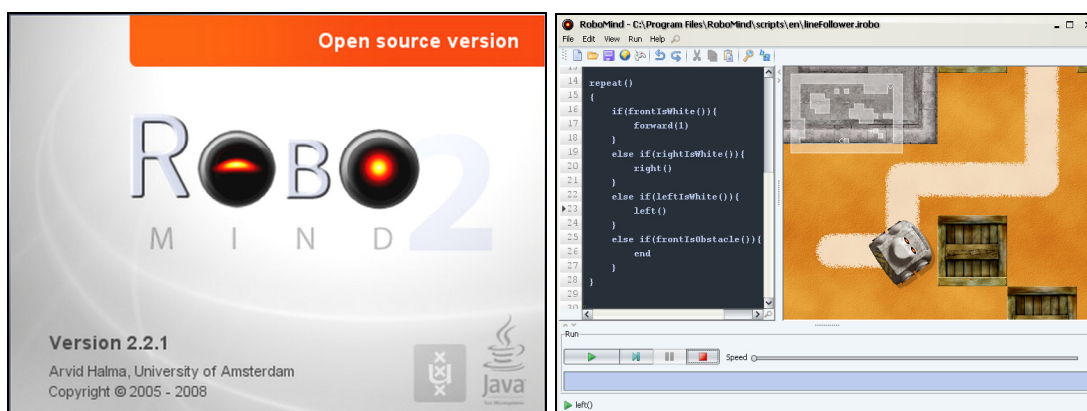 Open source version
ROBO 2
MIND
Version 2.2.1
Arvid Halma, University of Amsterdam
Copyright © 2005 - 2008
Java
RoboMind - C:\Program Files\RoboMind\scripts\en\lineFollower.irobo
File Edit View Run Help
14 repeat()
15 {
16 if(frontIsWhite()){
17 forward(1)
18 }
19 else if(rightIsWhite()){
20 right()
21 }
22 else if(leftIsWhite()){
23 left()
24 }
25 else if(frontIsObstacle()){
26 end
27 }
28 }
29
30
Run
Speed
left()